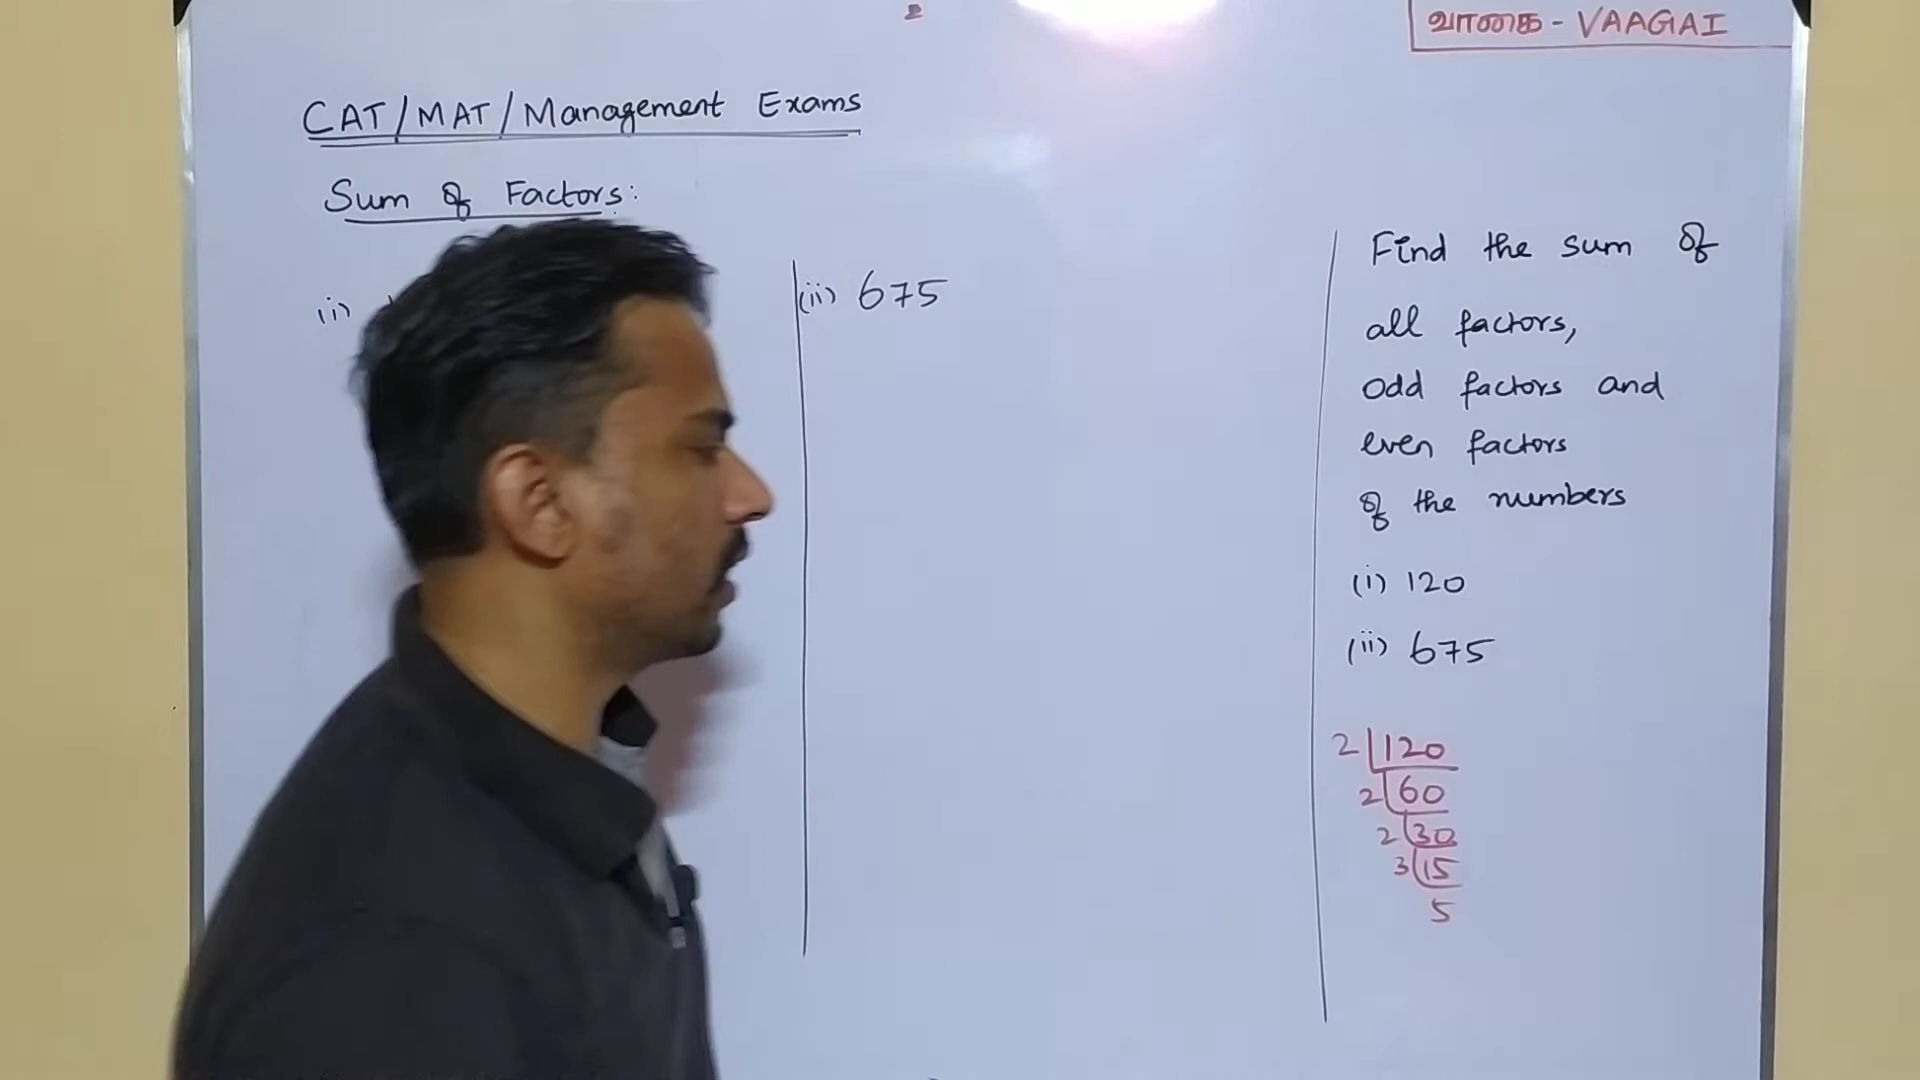 2
வாகை - VAAGAI
CAT/MAT/Management Exams
Sum of Factors:
(i)
(ii) 675
Find the sum of
all factors,
odd factors and
even factors
of the numbers
(i) 120
(ii) 675
2 120
2 60
2 30
3 15
5